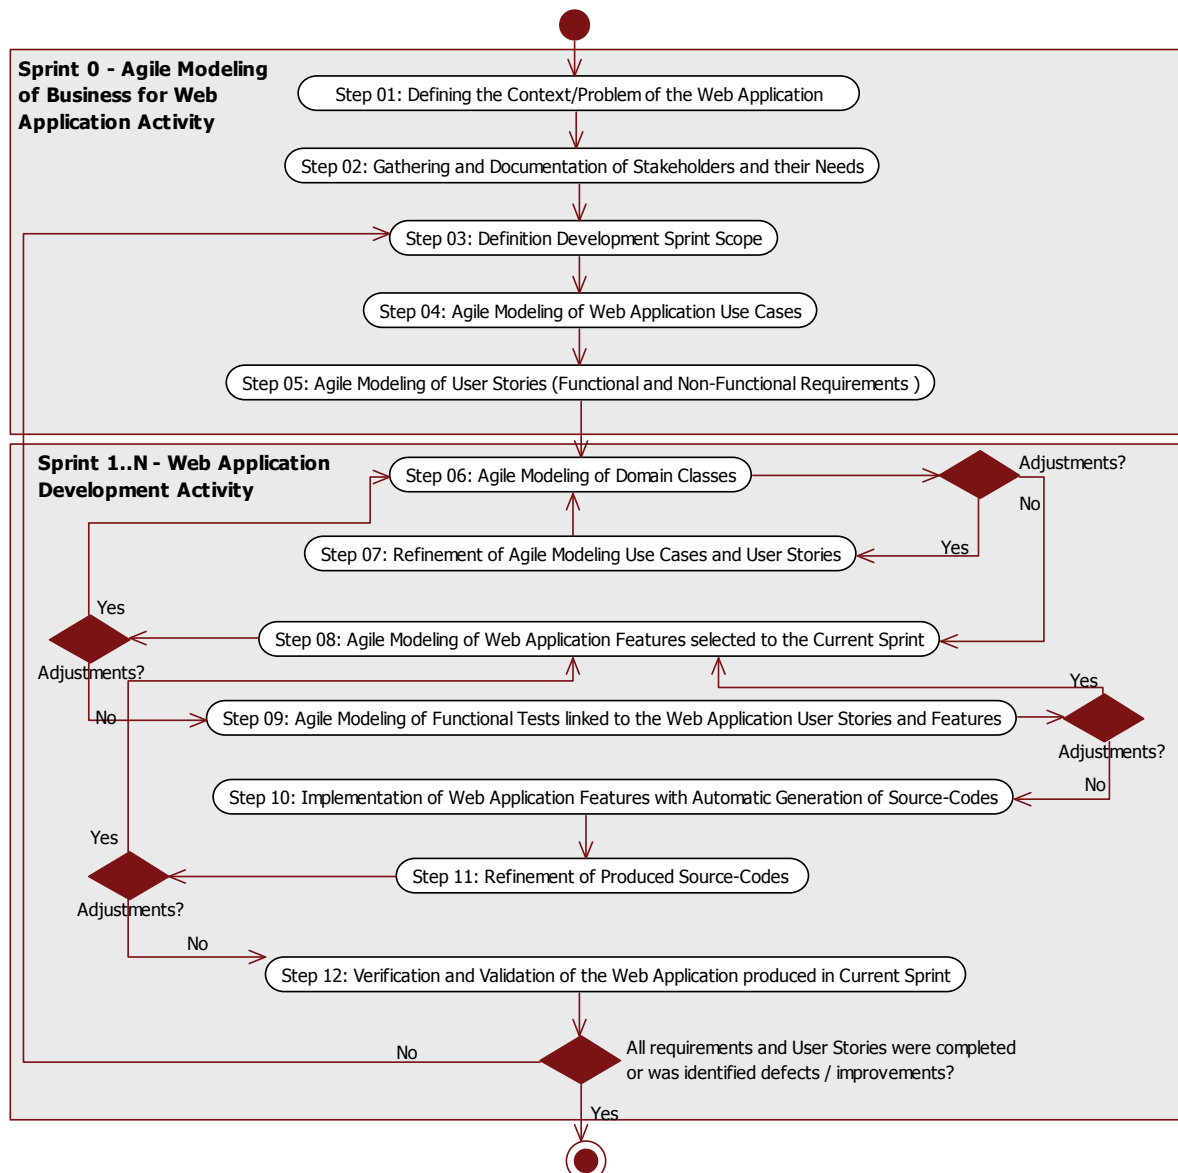 Sprint 0 - Agile Modeling
of Business for Web
Application Activity
Step 01: Defining the Context/Problem of the Web Application
Step 02: Gathering and Documentation of Stakeholders and their Needs
Step 03: Definition Development Sprint Scope
Step 04: Agile Modeling of Web Application Use Cases
Step 05: Agile Modeling of User Stories (Functional and Non-Functional Requirements )
Sprint 1..N - Web Application
Development Activity
Step 06: Agile Modeling of Domain Classes
Adjustments?
No
Yes
Step 07: Refinement of Agile Modeling Use Cases and User Stories
Yes
Step 08: Agile Modeling of Web Application Features selected to the Current Sprint
Adjustments?
Yes
No
Step 09: Agile Modeling of Functional Tests linked to the Web Application User Stories and Features
Adjustments?
No
Step 10: Implementation of Web Application Features with Automatic Generation of Source-Codes
Yes
Step 11: Refinement of Produced Source-Codes
Adjustments?
No
Step 12: Verification and Validation of the Web Application produced in Current Sprint
No
All requirements and User Stories were completed
or was identified defects / improvements?
Yes